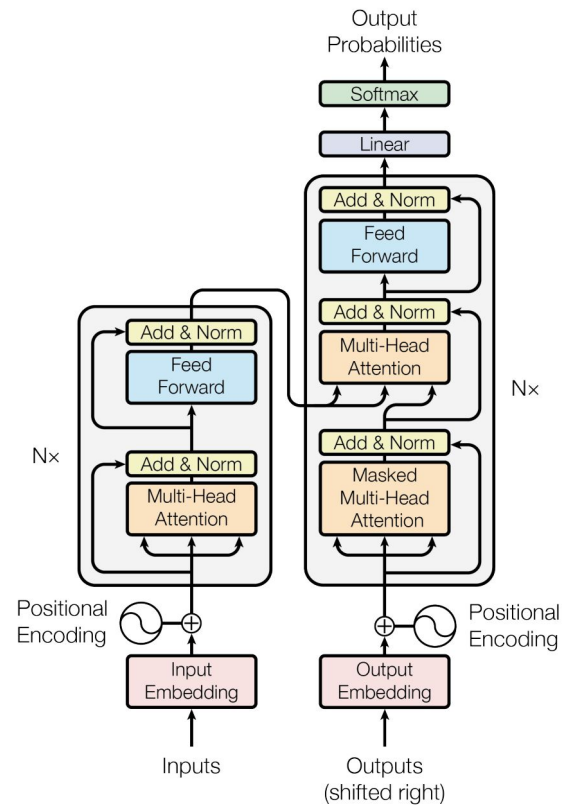 Output
Probabilities
Softmax
Linear
Add & Norm
Feed
Forward
Add & Norm
Multi-Head
Attention
Add & Norm
Masked
Multi-Head
Attention
N×
Add & Norm
Feed
Forward
Add & Norm
Multi-Head
Attention
N×
Positional
Encoding
Positional
Encoding
Input
Embedding
Output
Embedding
Inputs
Outputs
(shifted right)